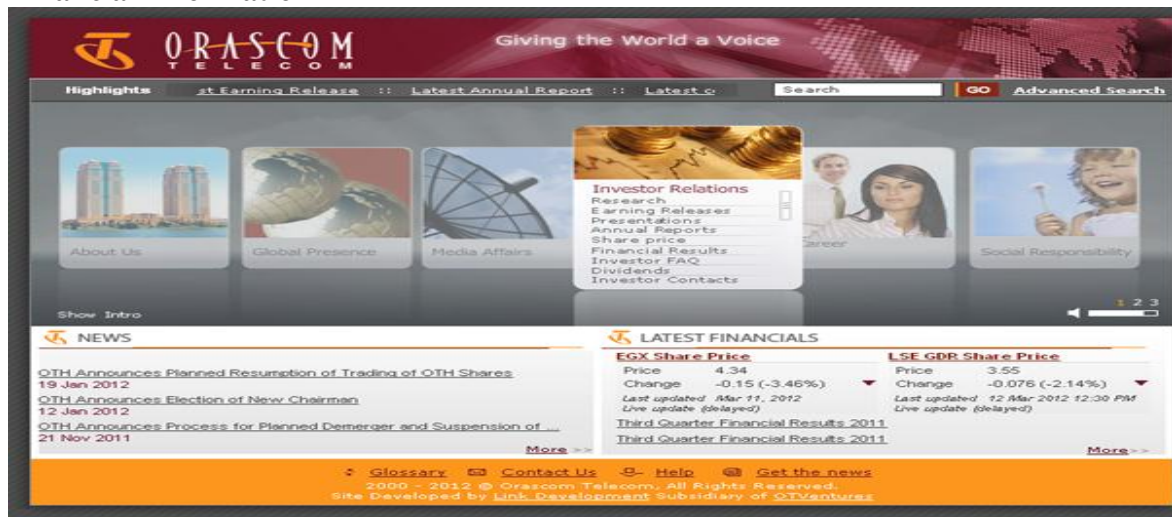 ORASCOM
TELECOM
Giving the World a Voice
Highlights
st Earning Release :: Latest Annual Report :: Latest
Search
GO
Advanced Search
About Us
Global Presence
Media Affairs
Investor Relations
Research
Earning Releases
Presentations
Annual Reports
Share price
Financial Results
Investor FAQ
Dividends
Investor Contacts
Career
Social Responsibility
Show Intro
1 2 3
NEWS
OTH Announces Planned Resumption of Trading of OTH Shares
19 Jan 2012
OTH Announces Election of New Chairman
12 Jan 2012
OTH Announces Process for Planned Demerger and Suspension of ...
21 Nov 2011
More >>
LATEST FINANCIALS
EGX Share Price
Price 4.34
Change -0.15 (-3.46%)
Last updated Mar 11, 2012
Live update (delayed)
LSE GDR Share Price
Price 3.55
Change -0.076 (-2.14%)
Last updated 12 Mar 2012 12:30 PM
Live update (delayed)
Third Quarter Financial Results 2011
Third Quarter Financial Results 2011
More>>
Glossary Contact Us Help Get the news
2000 - 2012 @ Orascom Telecom, All Rights Reserved.
Site Developed by Link Development Subsidiary of OTVentures